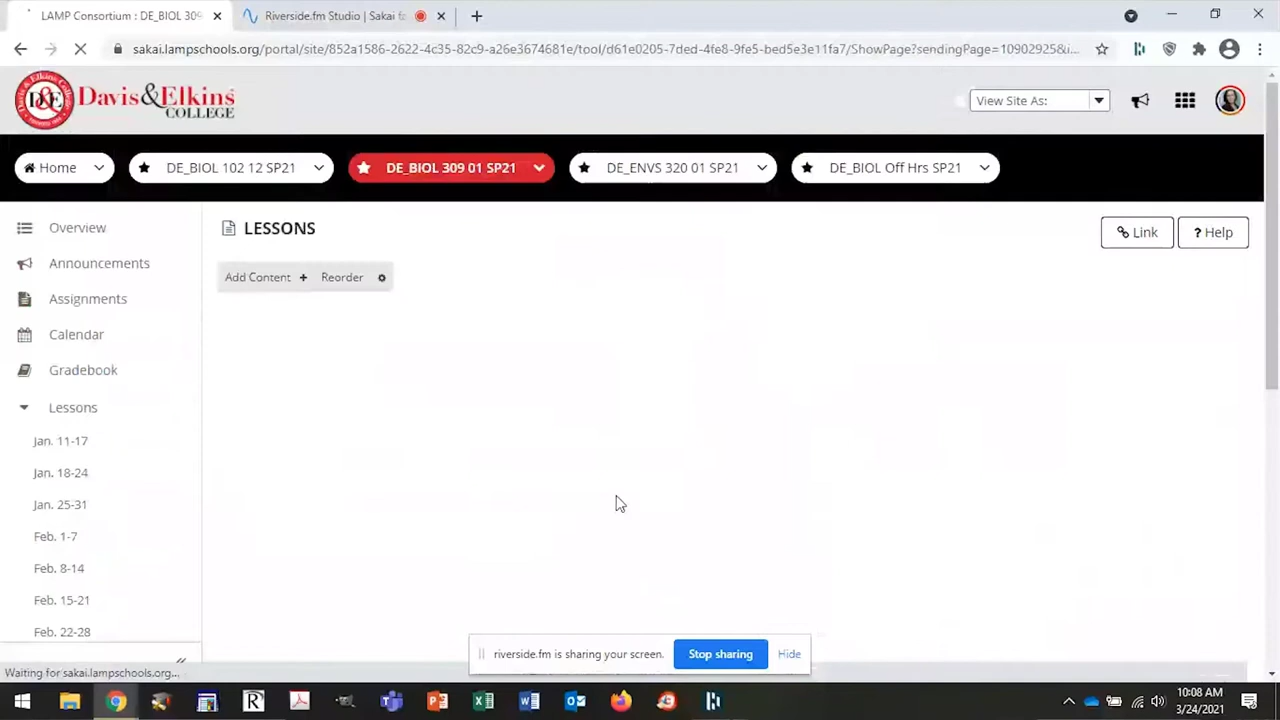 LAMP Consortium : DE_BIOL 309
Riverside.fm Studio | Sakai fa
sakai.lampschools.org/portal/site/852a1586-2622-4c35-82c9-a26e3674681e/tool/d61e0205-7ded-4fe8-9fe5-bed5e3e11fa7/ShowPage?sendingPage=10902925&u...
D&E
Davis&Elkins
COLLEGE
View Site As:
Home
DE_BIOL 102 12 SP21
DE_BIOL 309 01 SP21
DE_ENVS 320 01 SP21
DE_BIOL Off Hrs SP21
Overview
Announcements
Assignments
Calendar
Gradebook
Lessons
Jan. 11-17
Jan. 18-24
Jan. 25-31
Feb. 1-7
Feb. 8-14
Feb. 15-21
Feb. 22-28
LESSONS
Link
? Help
Add Content +
Reorder
riverside.fm is sharing your screen.
Stop sharing
Hide
Waiting for sakai.lampschools.org...
10:08 AM
3/24/2021